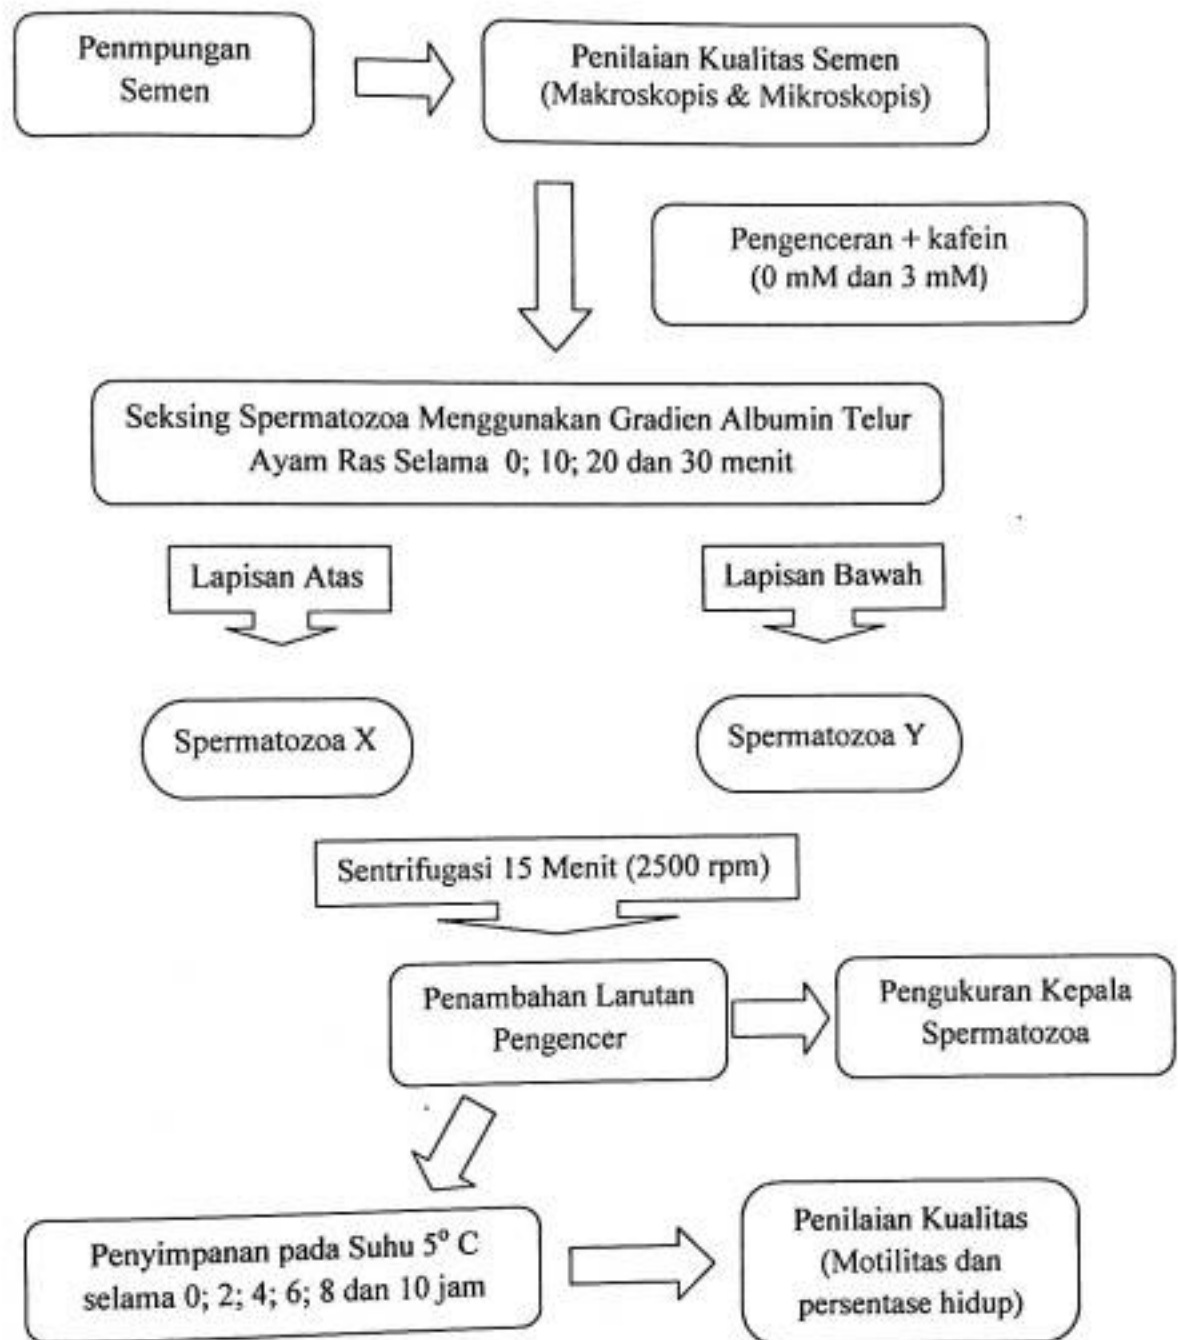 Penmpungan
Semen
Penilaian Kualitas Semen
(Makroskopis & Mikroskopis)
Pengenceran + kafein
(0 mM dan 3 mM)
Seksing Spermatozoa Menggunakan Gradien Albumin Telur
Ayam Ras Selama 0; 10; 20 dan 30 menit
Lapisan Atas
Lapisan Bawah
Spermatozoa X
Spermatozoa Y
Sentrifugasi 15 Menit (2500 rpm)
Penambahan Larutan
Pengencer
Pengukuran Kepala
Spermatozoa
Penyimpanan pada Suhu 5° C
selama 0; 2; 4; 6; 8 dan 10 jam
Penilaian Kualitas
(Motilitas dan
persentase hidup)